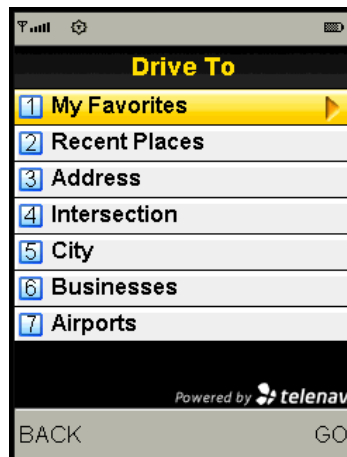 Drive To
1 My Favorites
2 Recent Places
3 Address
4 Intersection
5 City
6 Businesses
7 Airports
Powered by telenav
BACK GO